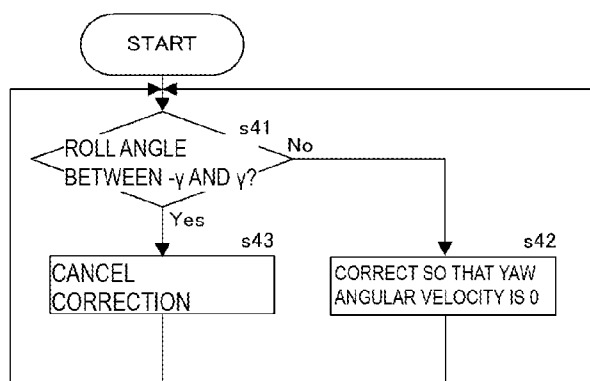 START
s41
ROLL ANGLE
BETWEEN -γ AND γ?
No
Yes
s43
CANCEL
CORRECTION
s42
CORRECT SO THAT YAW
ANGULAR VELOCITY IS 0